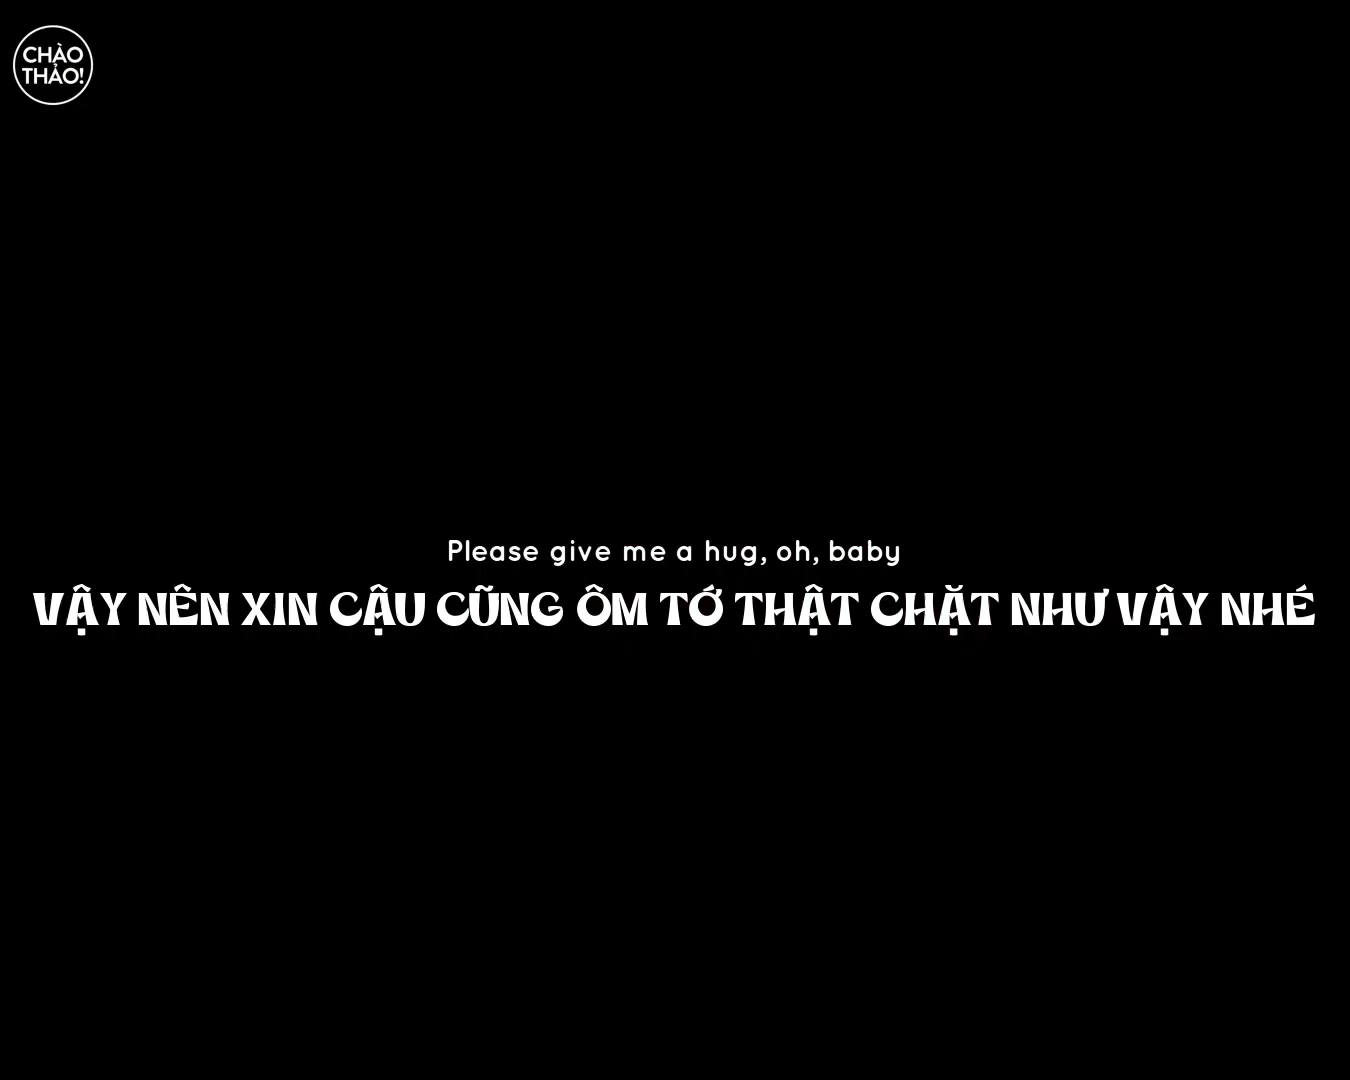 CHÀO
THẢO!
Please give me a hug, oh, baby
VẬY NÊN XIN CẬU CŨNG ÔM TỚ THẬT CHẶT NHƯ VẬY NHÉ